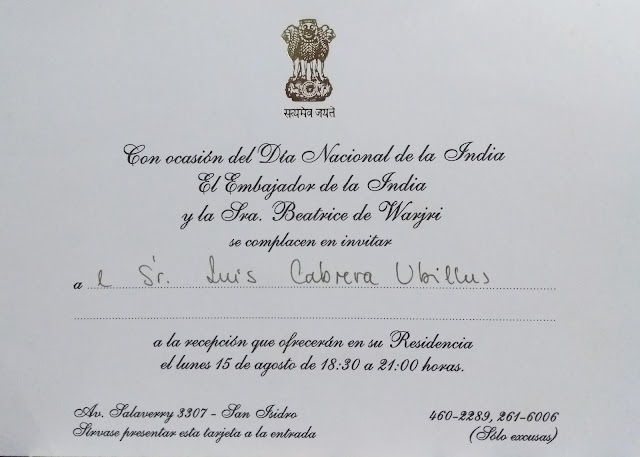 सत्यमेव जयते
Con ocasión del Día Nacional de la India
El Embajador de la India
y la Sra. Beatrice de Warjri
se complacen en invitar
a l Sr. Luis Cabrera Ubillus
a la recepción que ofrecerán en su Residencia
el lunes 15 de agosto de 18:30 a 21:00 horas.
Av. Salaverry 3307 - San Isidro
Sírvase presentar esta tarjeta a la entrada
460-2289, 261-6006
(Sólo excusas)